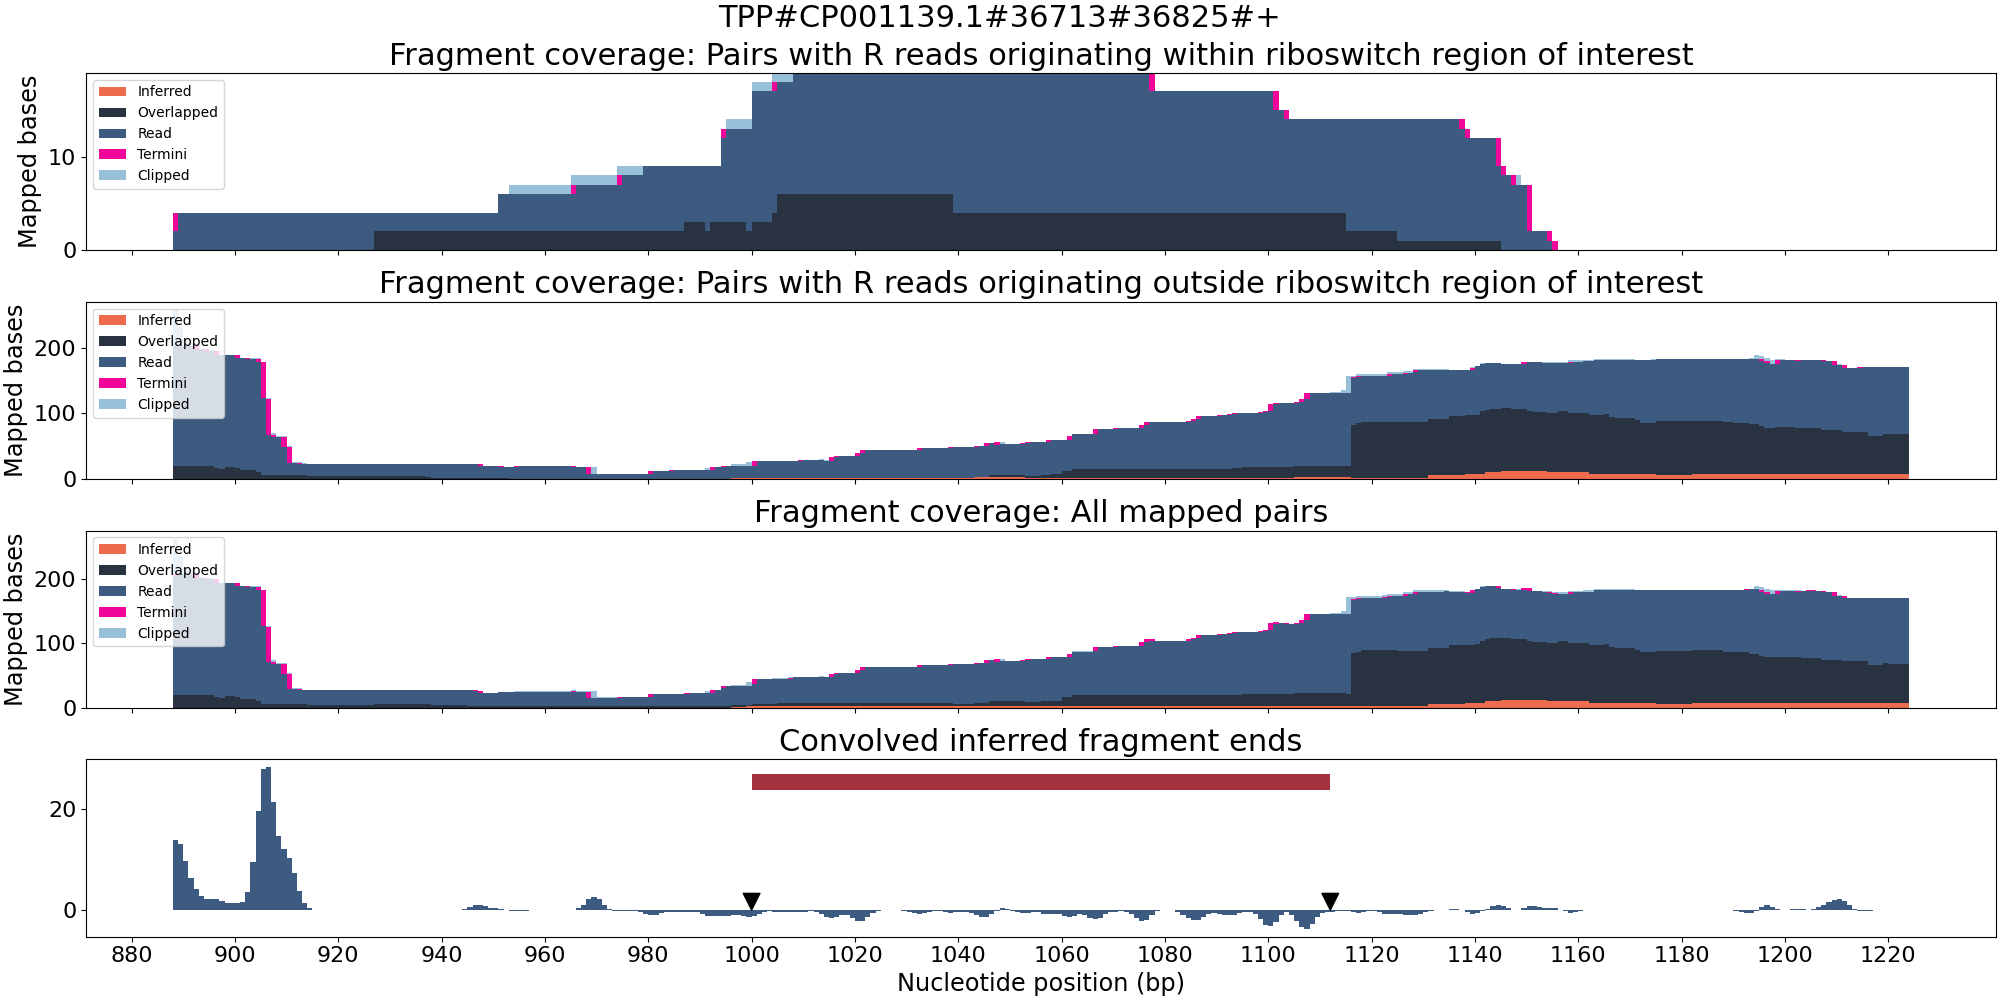 TPP#CP001139.1#36713#36825#+
Fragment coverage: Pairs with R reads originating within riboswitch region of interest
Mapped bases
10
0
Inferred
Overlapped
Read
Termini
Clipped
Fragment coverage: Pairs with R reads originating outside riboswitch region of interest
Mapped bases
200
100
0
Inferred
Overlapped
Read
Termini
Clipped
Fragment coverage: All mapped pairs
Mapped bases
200
100
0
Inferred
Overlapped
Read
Termini
Clipped
Convolved inferred fragment ends
20
0
880 900 920 940 960 980 1000 1020 1040 1060 1080 1100 1120 1140 1160 1180 1200 1220
Nucleotide position (bp)